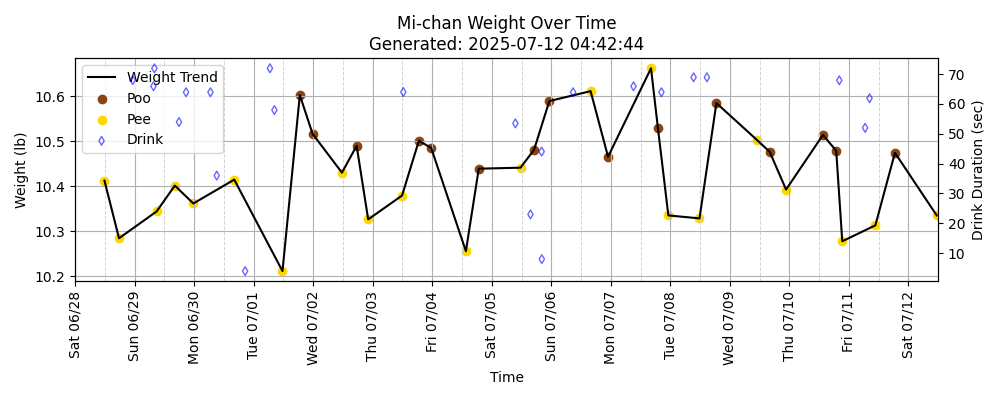 Mi-chan Weight Over Time
Generated: 2025-07-12 04:42:44
Weight Trend
Poo
Pee
Drink
Weight (lb)
10.6
10.5
10.4
10.3
10.2
Drink Duration (sec)
70
60
50
40
30
20
10
Sat 06/28
Sun 06/29
Mon 06/30
Tue 07/01
Wed 07/02
Thu 07/03
Fri 07/04
Sat 07/05
Sun 07/06
Mon 07/07
Tue 07/08
Wed 07/09
Thu 07/10
Fri 07/11
Sat 07/12
Time